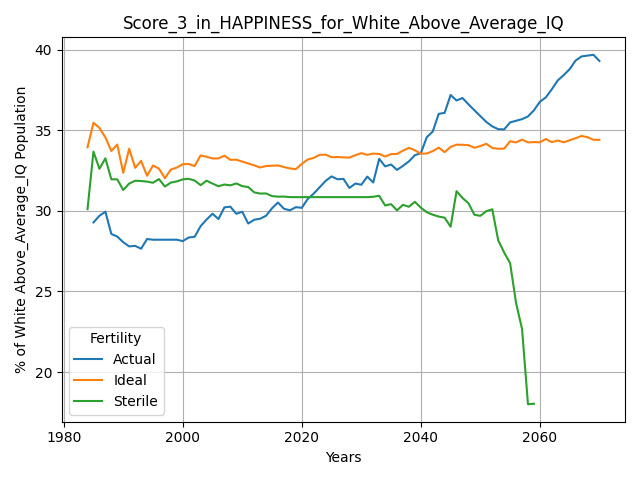 Score_3_in_HAPPINESS_for_White_Above_Average_IQ
% of White Above_Average_IQ Population
40
35
30
25
20
Fertility
Actual
Ideal
Sterile
1980
2000
2020
2040
2060
Years